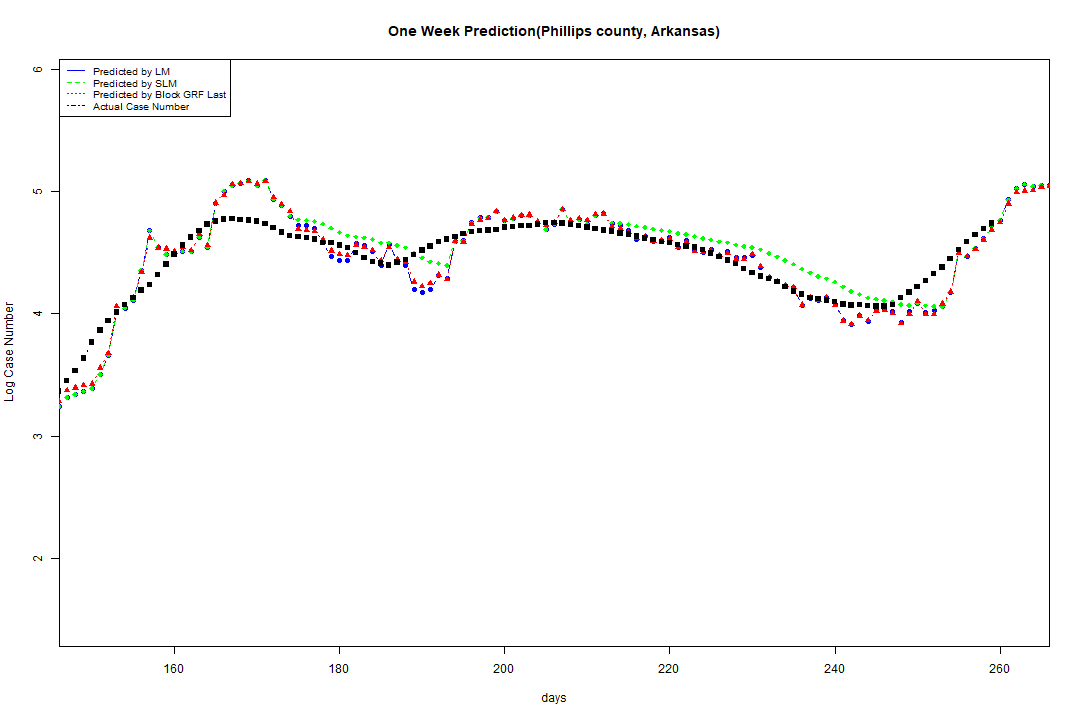 One Week Prediction(Phillips county, Arkansas)
Predicted by LM
Predicted by SLM
Predicted by Block GRF Last
Actual Case Number
6
5
4
3
2
Log Case Number
160 180 200 220 240 260
days